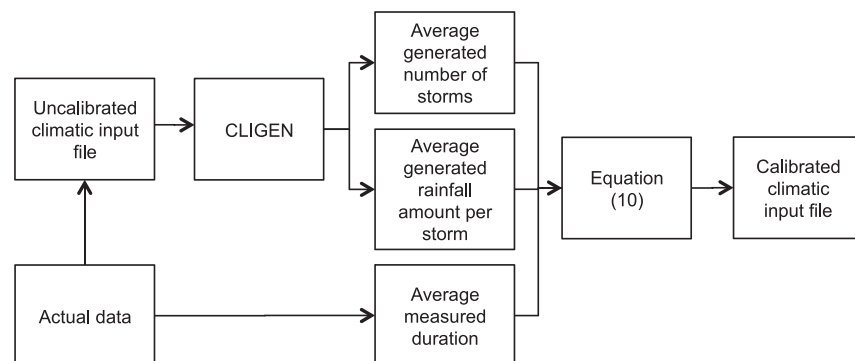 Average
generated
number of
storms
Uncalibrated
climatic input
file
CLIGEN
Average
generated
rainfall
amount per
storm
Equation
(10)
Calibrated
climatic
input file
Actual data
Average
measured
duration